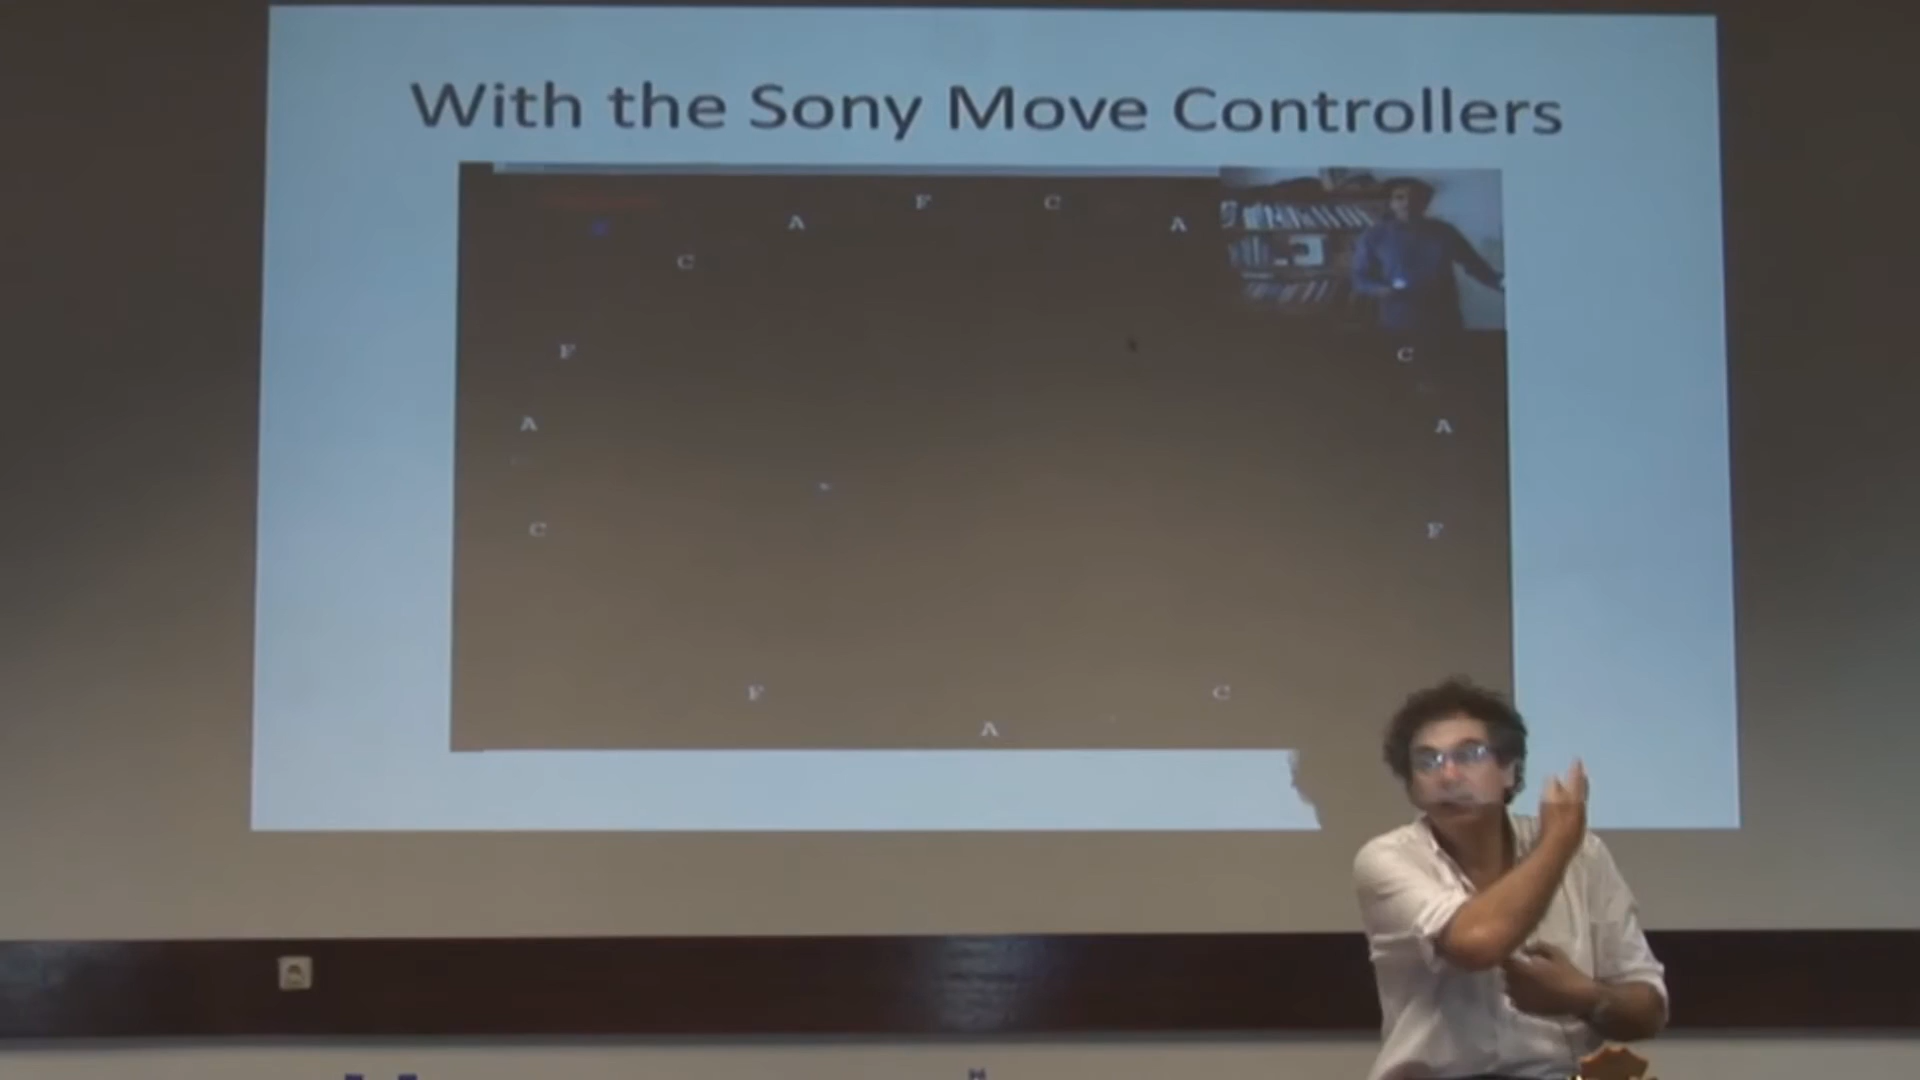 With the Sony Move Controllers
F C
A A
C
F C
A A
C F
F C
A